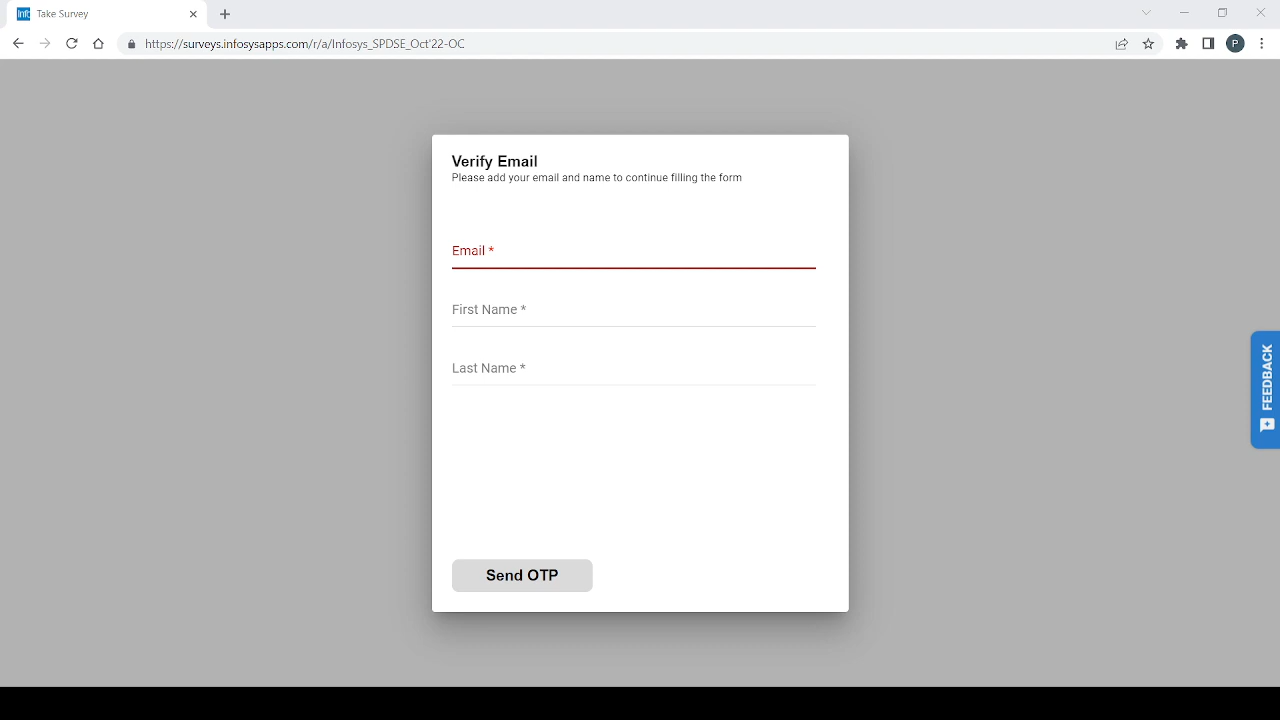 Take Survey
https://surveys.infosysapps.com/r/a/Infosys_SPDSE_Oct'22-OC
P
Verify Email
Please add your email and name to continue filling the form
Email *
First Name *
Last Name *
Send OTP
FEEDBACK